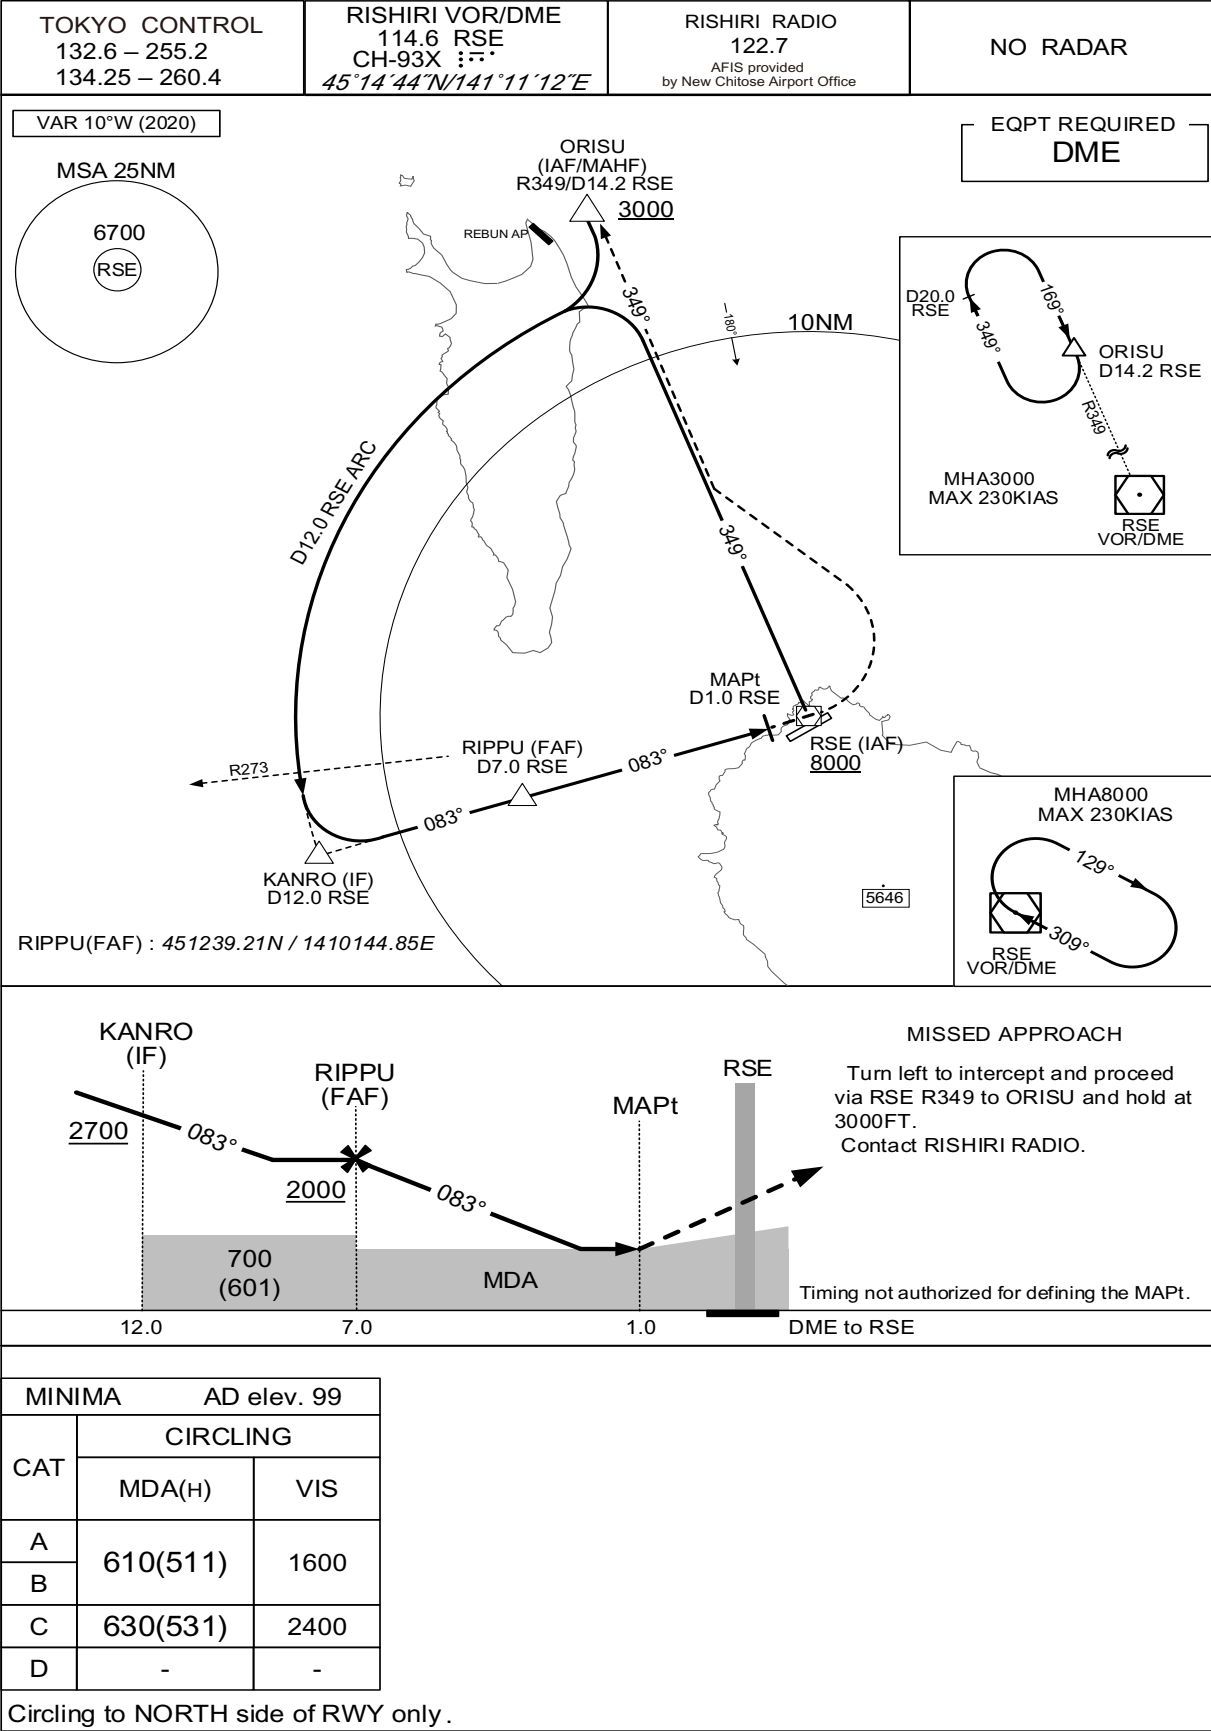 TOKYO CONTROL
132.6 – 255.2
134.25 – 260.4
RISHIRI VOR/DME
114.6 RSE
CH-93X
45°14´44˝N/141°11´12˝E
RISHIRI RADIO
122.7
AFIS provided
by New Chitose Airport Office
NO RADAR
VAR 10°W (2020)
MSA 25NM
6700
RSE
ORISU
(IAF/MAHF)
R349/D14.2 RSE
3000
REBUN AP
EQPT REQUIRED
DME
349°
180°
10NM
D12.0 RSE ARC
349°
D20.0
RSE
349°
169°
ORISU
D14.2 RSE
R349
MHA3000
MAX 230KIAS
RSE
VOR/DME
MAPt
D1.0 RSE
RSE (IAF)
8000
R273
RIPPU (FAF)
D7.0 RSE
083°
083°
KANRO (IF)
D12.0 RSE
5646
MHA8000
MAX 230KIAS
129°
309°
RSE
VOR/DME
RIPPU(FAF) : 451239.21N / 1410144.85E
KANRO
(IF)
RIPPU
(FAF)
MAPt
RSE
2700
083°
2000
083°
700
(601)
MDA
MISSED APPROACH
Turn left to intercept and proceed
via RSE R349 to ORISU and hold at
3000FT.
Contact RISHIRI RADIO.
Timing not authorized for defining the MAPt.
12.0 7.0 1.0 DME to RSE
MINIMA AD elev. 99
CAT CIRCLING
MDA(H) VIS
A 610(511) 1600
B
C 630(531) 2400
D - -
Circling to NORTH side of RWY only.